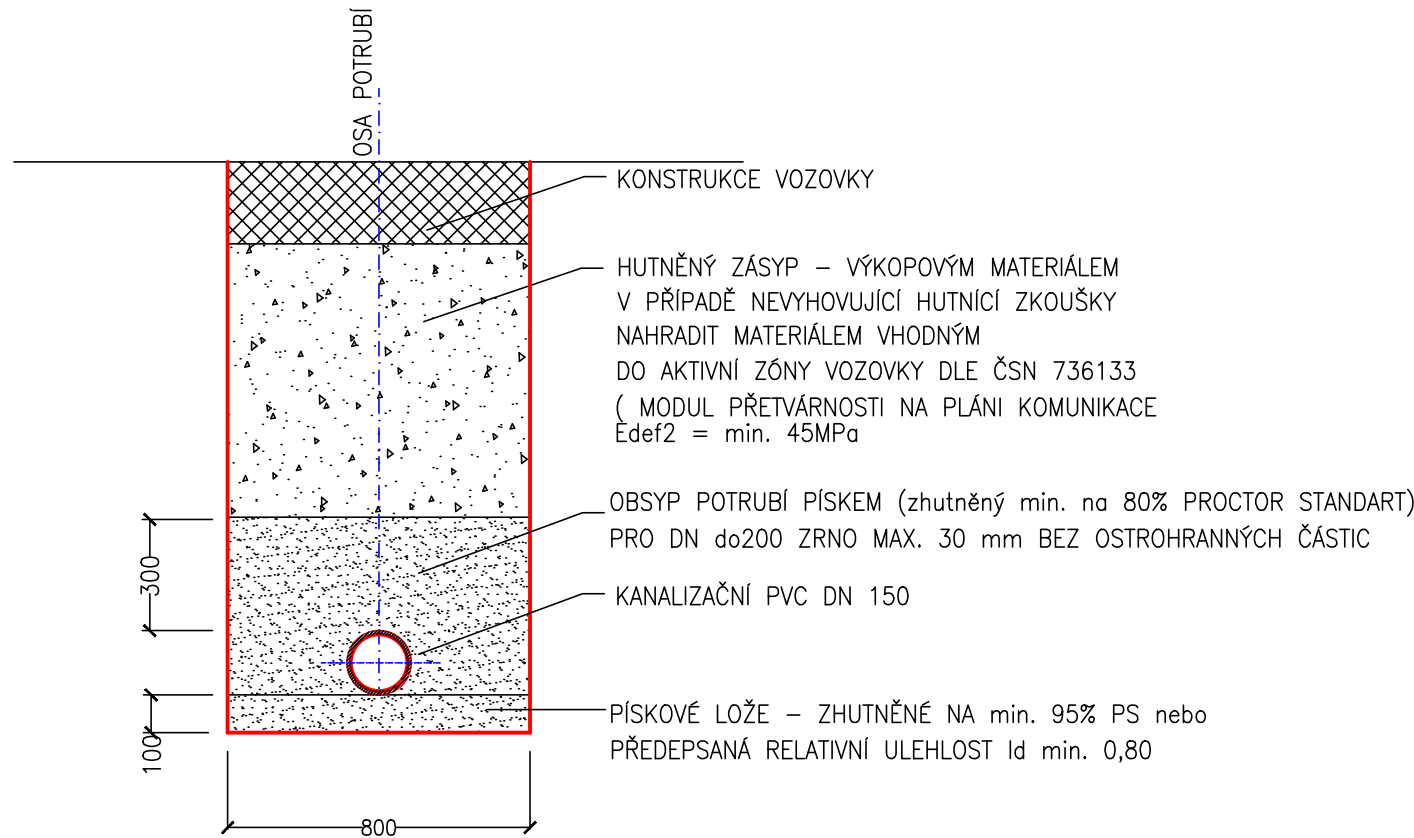 OSA POTRUBÍ
KONSTRUKCE VOZOVKY
HUTNĚNÝ ZÁSYP – VÝKOPOVÝM MATERIÁLEM
V PŘÍPADĚ NEVYHOVUJÍCÍ HUTNÍCÍ ZKOUŠKY
NAHRADIT MATERIÁLEM VHODNÝM
DO AKTIVNÍ ZÓNY VOZOVKY DLE ČSN 736133
( MODUL PŘETVÁRNOSTI NA PLÁNI KOMUNIKACE
Edef2 = min. 45MPa
OBSYP POTRUBÍ PÍSKEM (zhutněný min. na 80% PROCTOR STANDART)
PRO DN do200 ZRNO MAX. 30 mm BEZ OSTROHRANNÝCH ČÁSTIC
300
KANALIZAČNÍ PVC DN 150
PÍSKOVÉ LOŽE – ZHUTNĚNÉ NA min. 95% PS nebo
PŘEDEPSANÁ RELATIVNÍ ULEHLOST Id min. 0,80
100
800